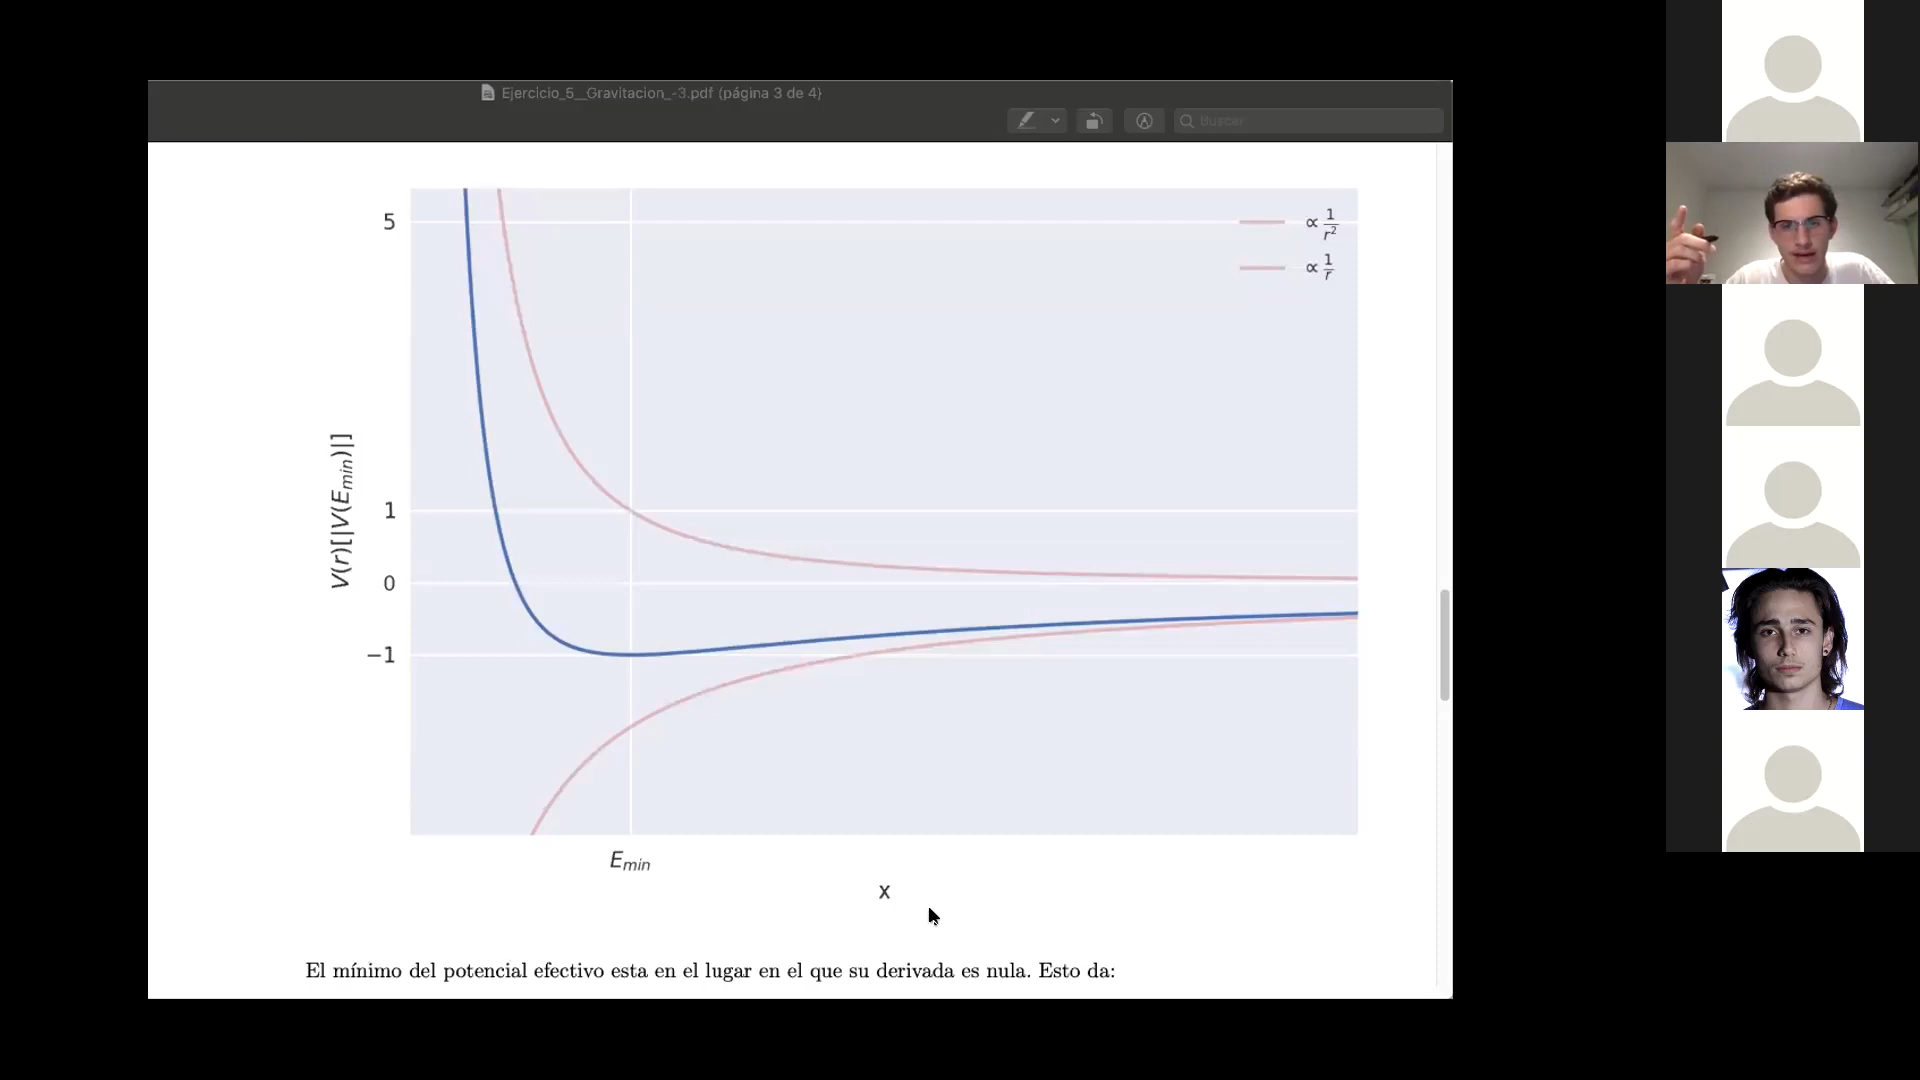 Ejercicio_5__Gravitacion_-3.pdf (página 3 de 4)
Buscar
5
1
0
−1
V(r)[|V(E_min)|]
∝ 1/r²
∝ 1/r
E_min
x
El mínimo del potencial efectivo esta en el lugar en el que su derivada es nula. Esto da: